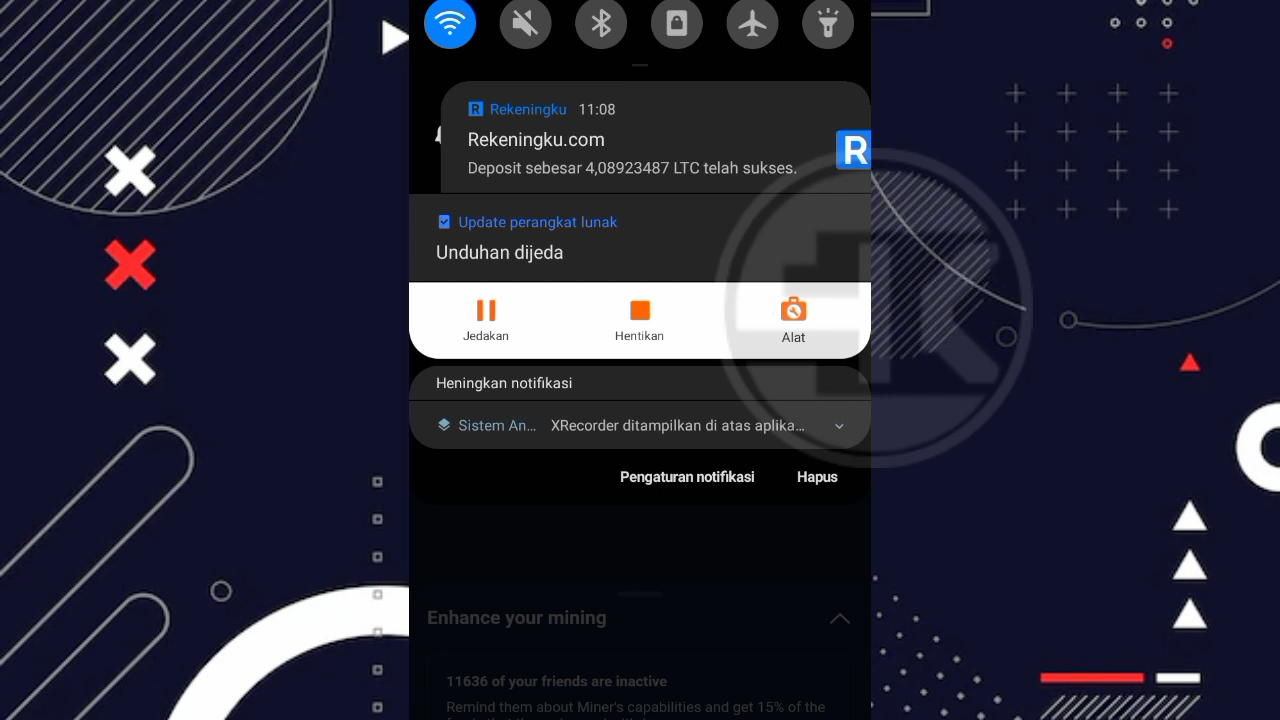 R Rekeningku 11:08
Rekeningku.com
R
Deposit sebesar 4,08923487 LTC telah sukses.
Update perangkat lunak
Unduhan dijeda
Jedakan Hentikan Alat
Heningkan notifikasi
Sistem An... XRecorder ditampilkan di atas aplika...
Pengaturan notifikasi Hapus
Enhance your mining
11636 of your friends are inactive
Remind them about Miner's capabilities and get 15% of the